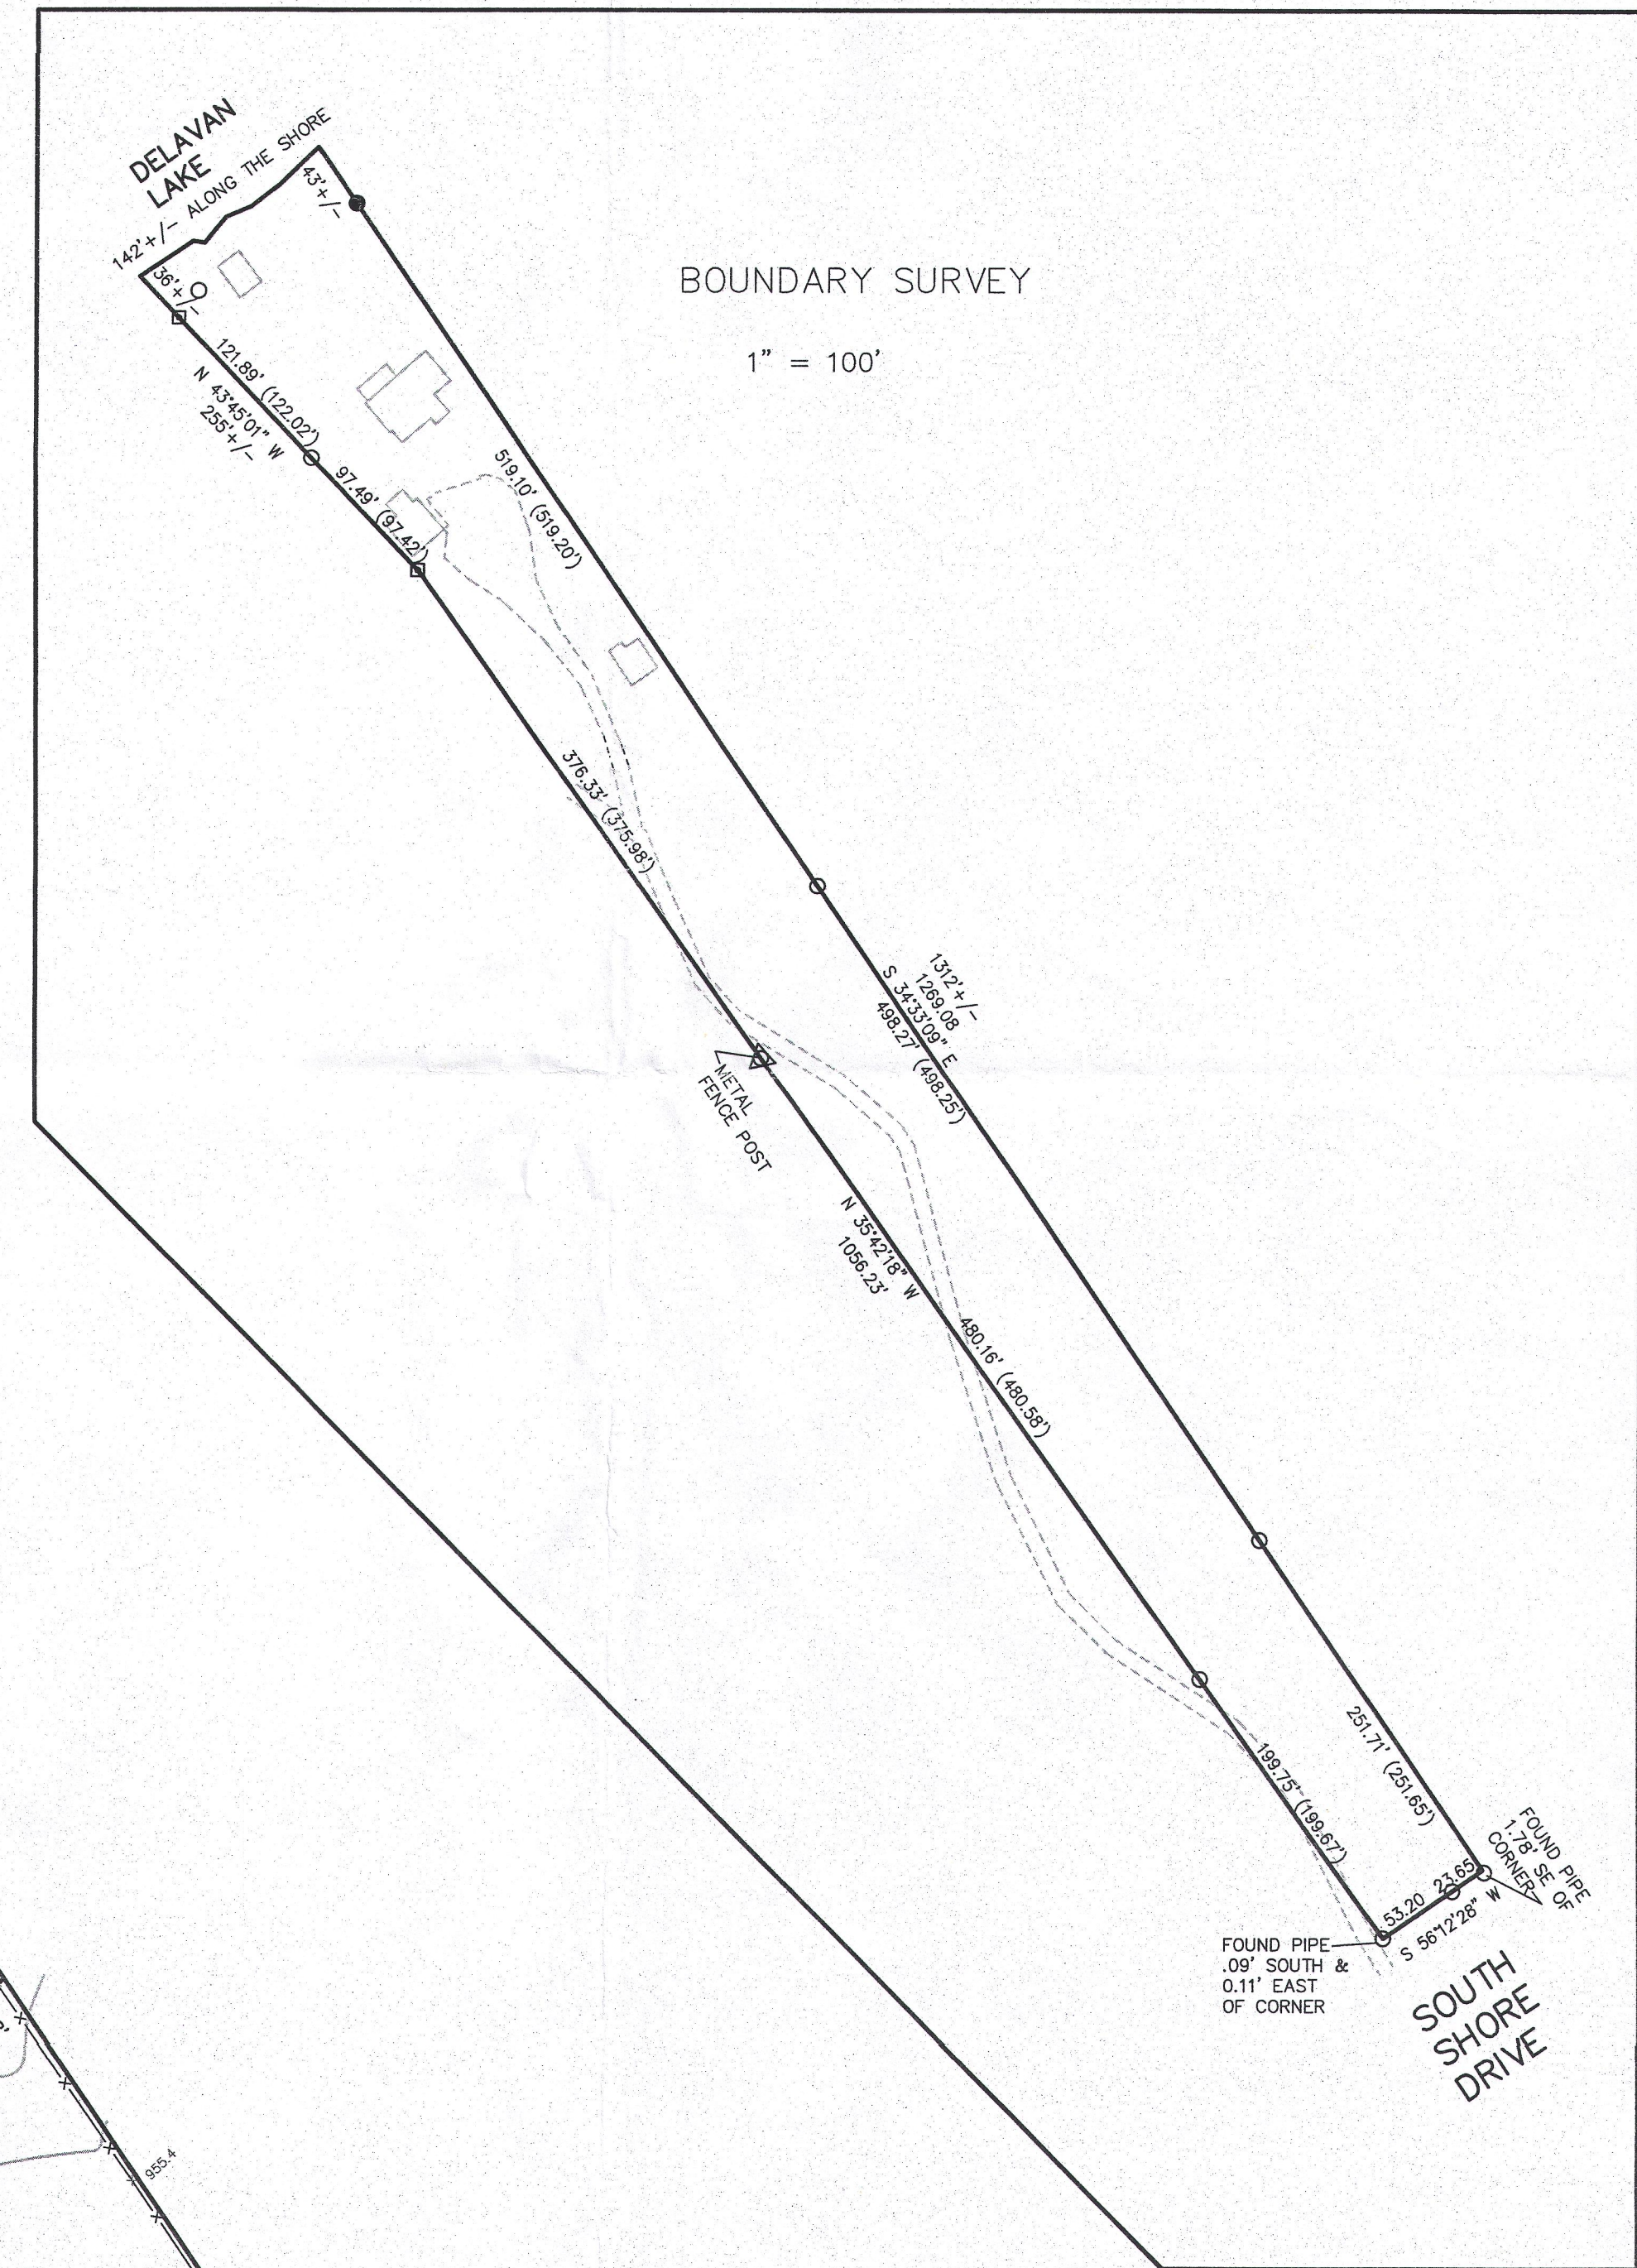 DELAVAN
LAKE
142'+/- ALONG THE SHORE
43'+/-
36'+/-
BOUNDARY SURVEY
1" = 100'
121.89' (122.02')
N 43°45'01" W
255'+/-
97.49' (97.42')
519.10' (519.20')
376.33' (375.98')
1312'+/-
1269.08
S 34°33'09" E
498.27' (498.25')
METAL
FENCE POST
N 35°42'18" W
1056.23'
480.16' (480.58')
251.71' (251.65')
199.75' (199.67')
FOUND PIPE
1.78' SE OF
CORNER
53.20
23.65
S 56°12'28" W
FOUND PIPE
.09' SOUTH &
0.11' EAST
OF CORNER
SOUTH
SHORE
DRIVE
955.4